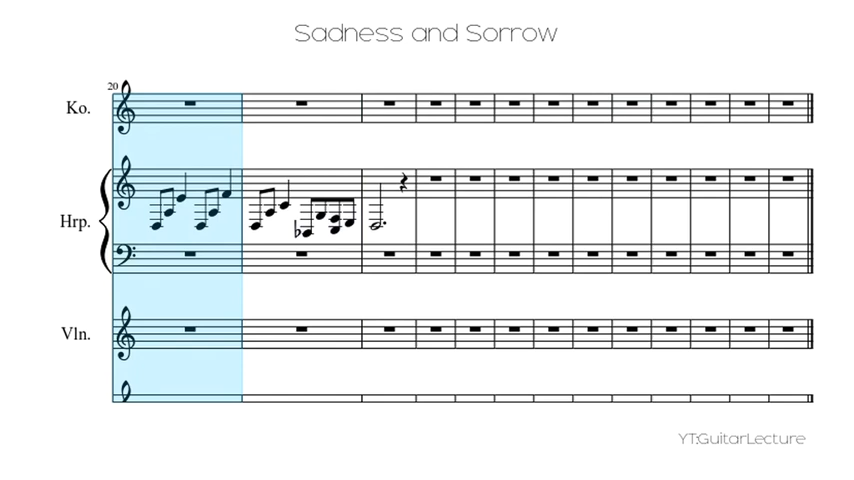 Sadness and Sorrow
20
Ko.
Hrp.
Vln.
YT:GuitarLecture